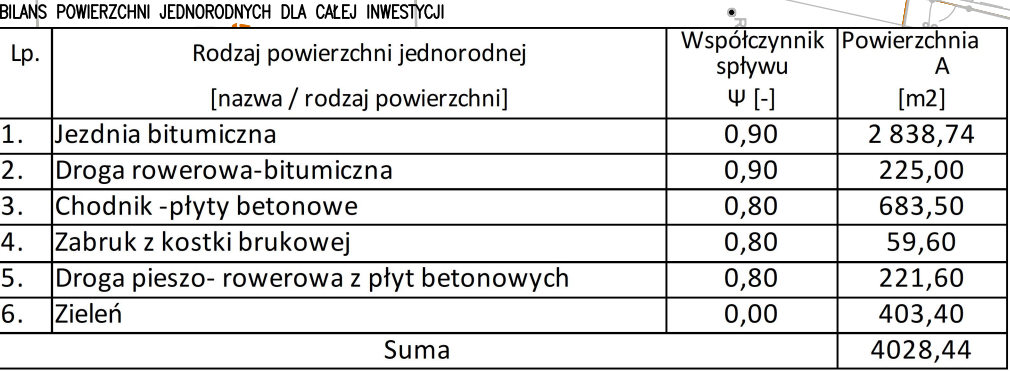 BILANS POWIERZCHNI JEDNORODNYCH DLA CAŁEJ INWESTYCJI
Lp. Rodzaj powierzchni jednorodnej [nazwa / rodzaj powierzchni] Współczynnik spływu Ψ [-] Powierzchnia A [m2]
1. Jezdnia bitumiczna 0,90 2 838,74
2. Droga rowerowa-bitumiczna 0,90 225,00
3. Chodnik -płyty betonowe 0,80 683,50
4. Zabruk z kostki brukowej 0,80 59,60
5. Droga pieszo- rowerowa z płyt betonowych 0,80 221,60
6. Zieleń 0,00 403,40
Suma 4028,44